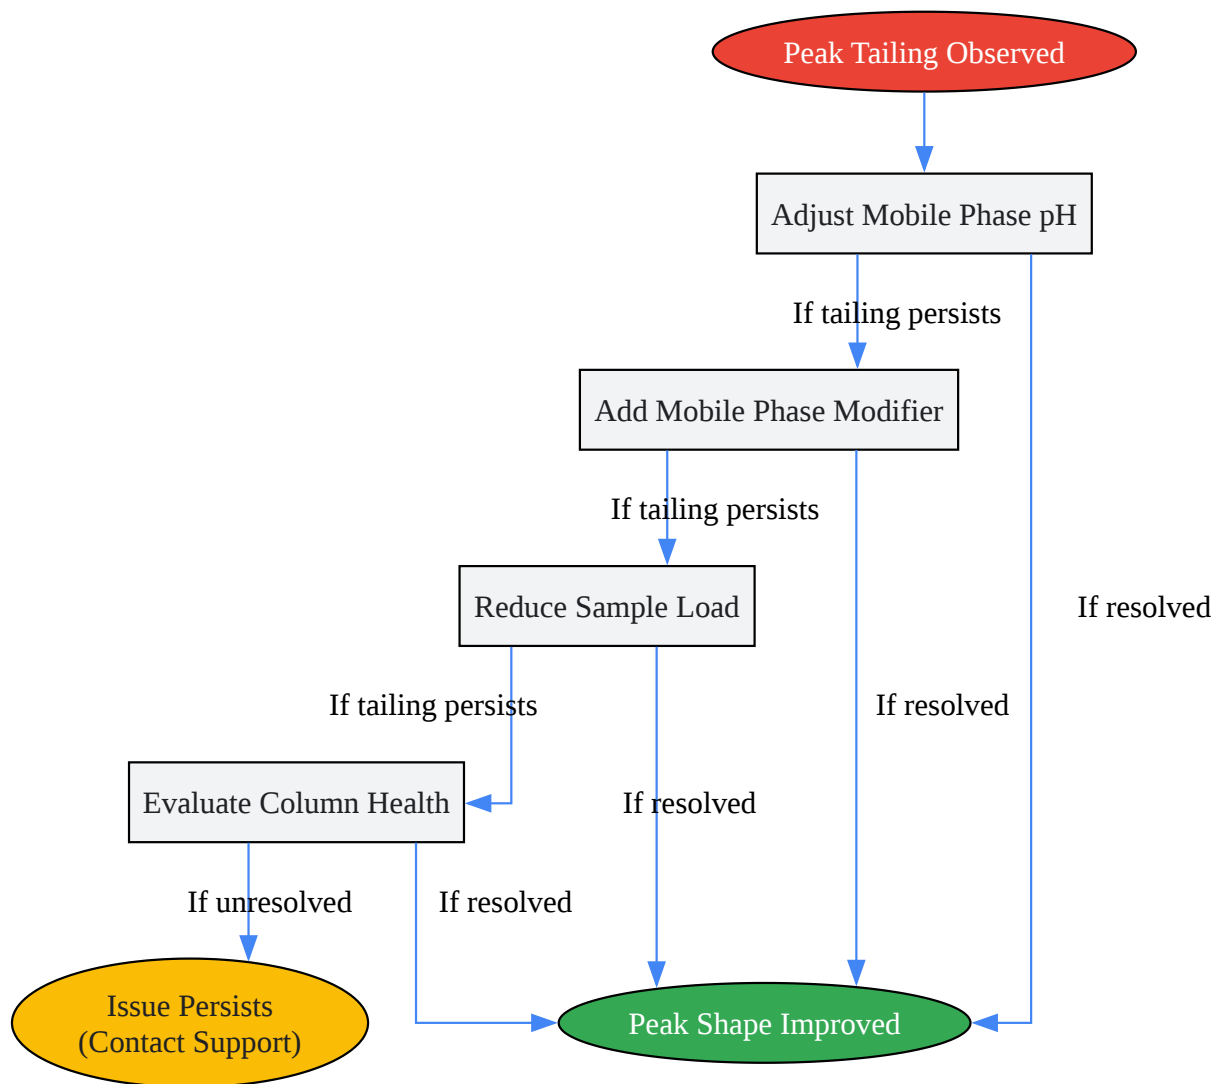 Peak Tailing Observed
Adjust Mobile Phase pH
If tailing persists
Add Mobile Phase Modifier
If tailing persists
Reduce Sample Load
If resolved
If tailing persists
If resolved
Evaluate Column Health
If resolved
If unresolved
If resolved
Issue Persists
(Contact Support)
Peak Shape Improved